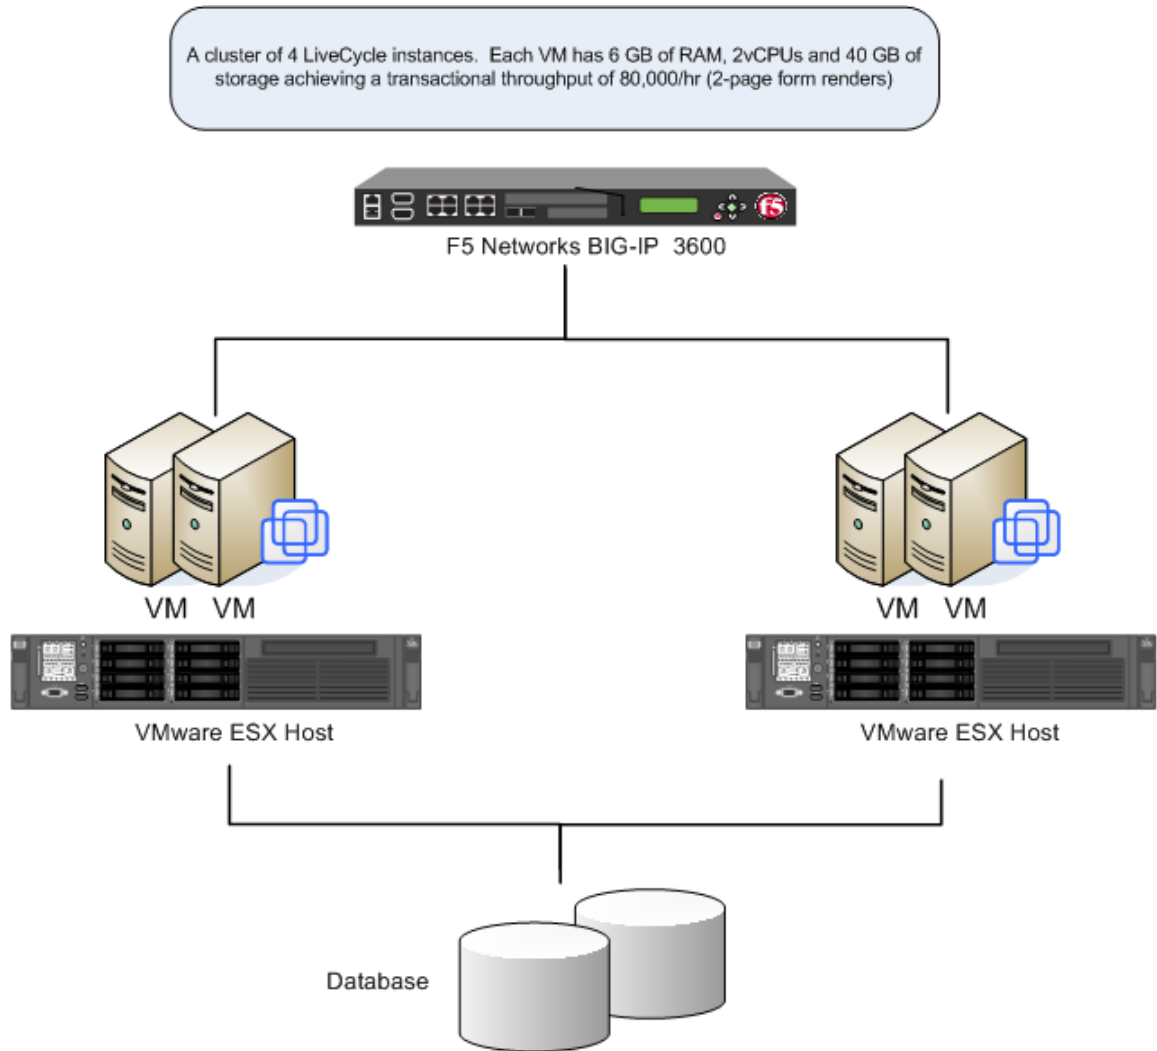 A cluster of 4 LiveCycle instances.  Each VM has 6 GB of RAM, 2vCPUs and 40 GB of
storage achieving a transactional throughput of 80,000/hr (2-page form renders)
f5
F5 Networks BIG-IP  3600
VM VM
VM VM
VMware ESX Host
VMware ESX Host
Database